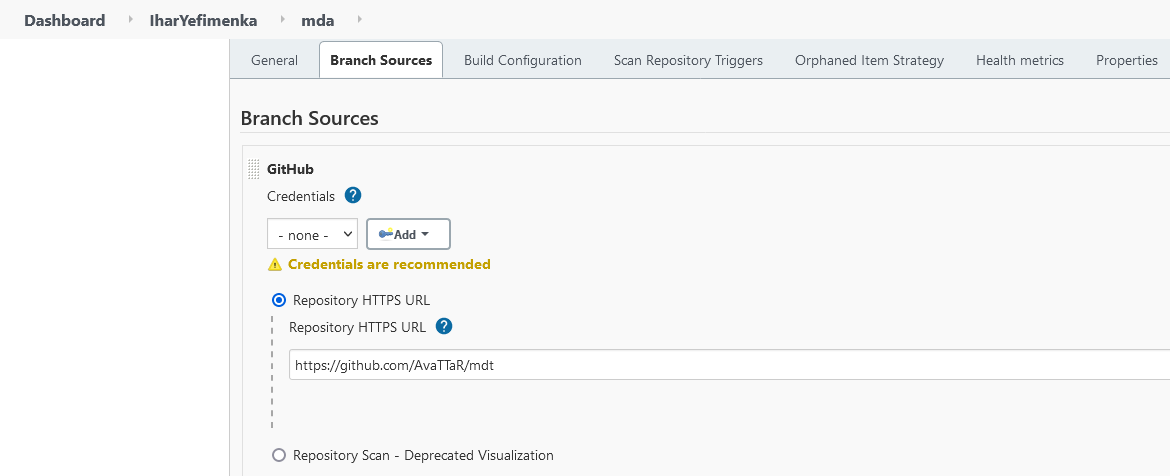 Dashboard IharYefimenka mda
General Branch Sources Build Configuration Scan Repository Triggers Orphaned Item Strategy Health metrics Properties
Branch Sources
GitHub
Credentials ?
- none - Add
Credentials are recommended
Repository HTTPS URL
Repository HTTPS URL ?
https://github.com/AvaTTaR/mdt
Repository Scan - Deprecated Visualization